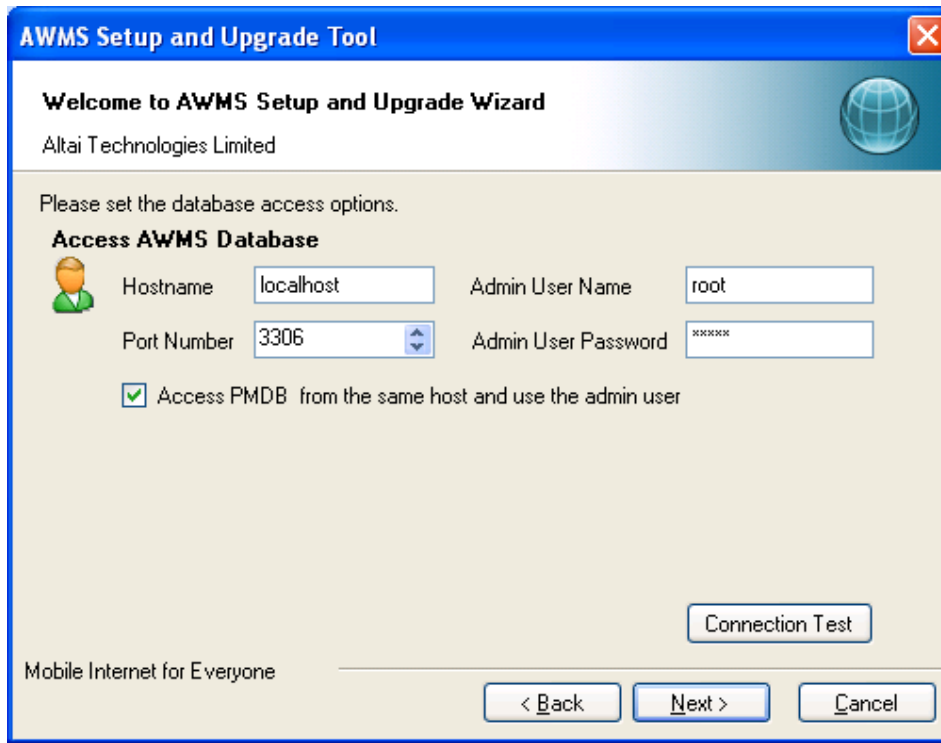 AWMS Setup and Upgrade Tool
Welcome to AWMS Setup and Upgrade Wizard
Altai Technologies Limited
Please set the database access options.
Access AWMS Database
Hostname localhost Admin User Name root
Port Number 3306 Admin User Password *****
Access PMDB from the same host and use the admin user
Connection Test
Mobile Internet for Everyone
< Back Next > Cancel